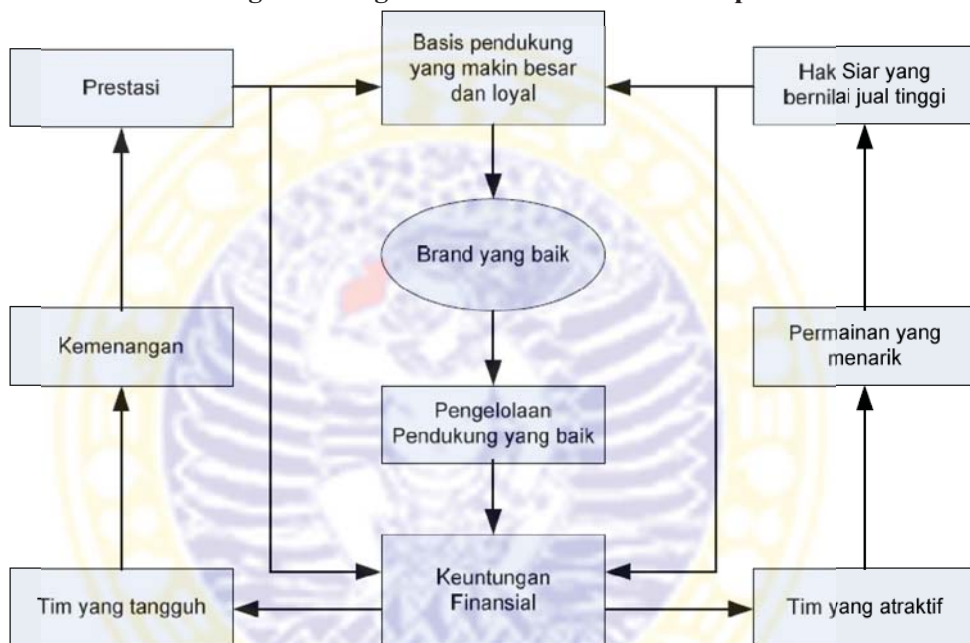 Prestasi
Basis pendukung
yang makin besar
dan loyal
Hak Siar yang
bernilai jual tinggi
Brand yang baik
Kemenangan
Permainan yang
menarik
Pengelolaan
Pendukung yang baik
Tim yang tangguh
Keuntungan
Finansial
Tim yang atraktif